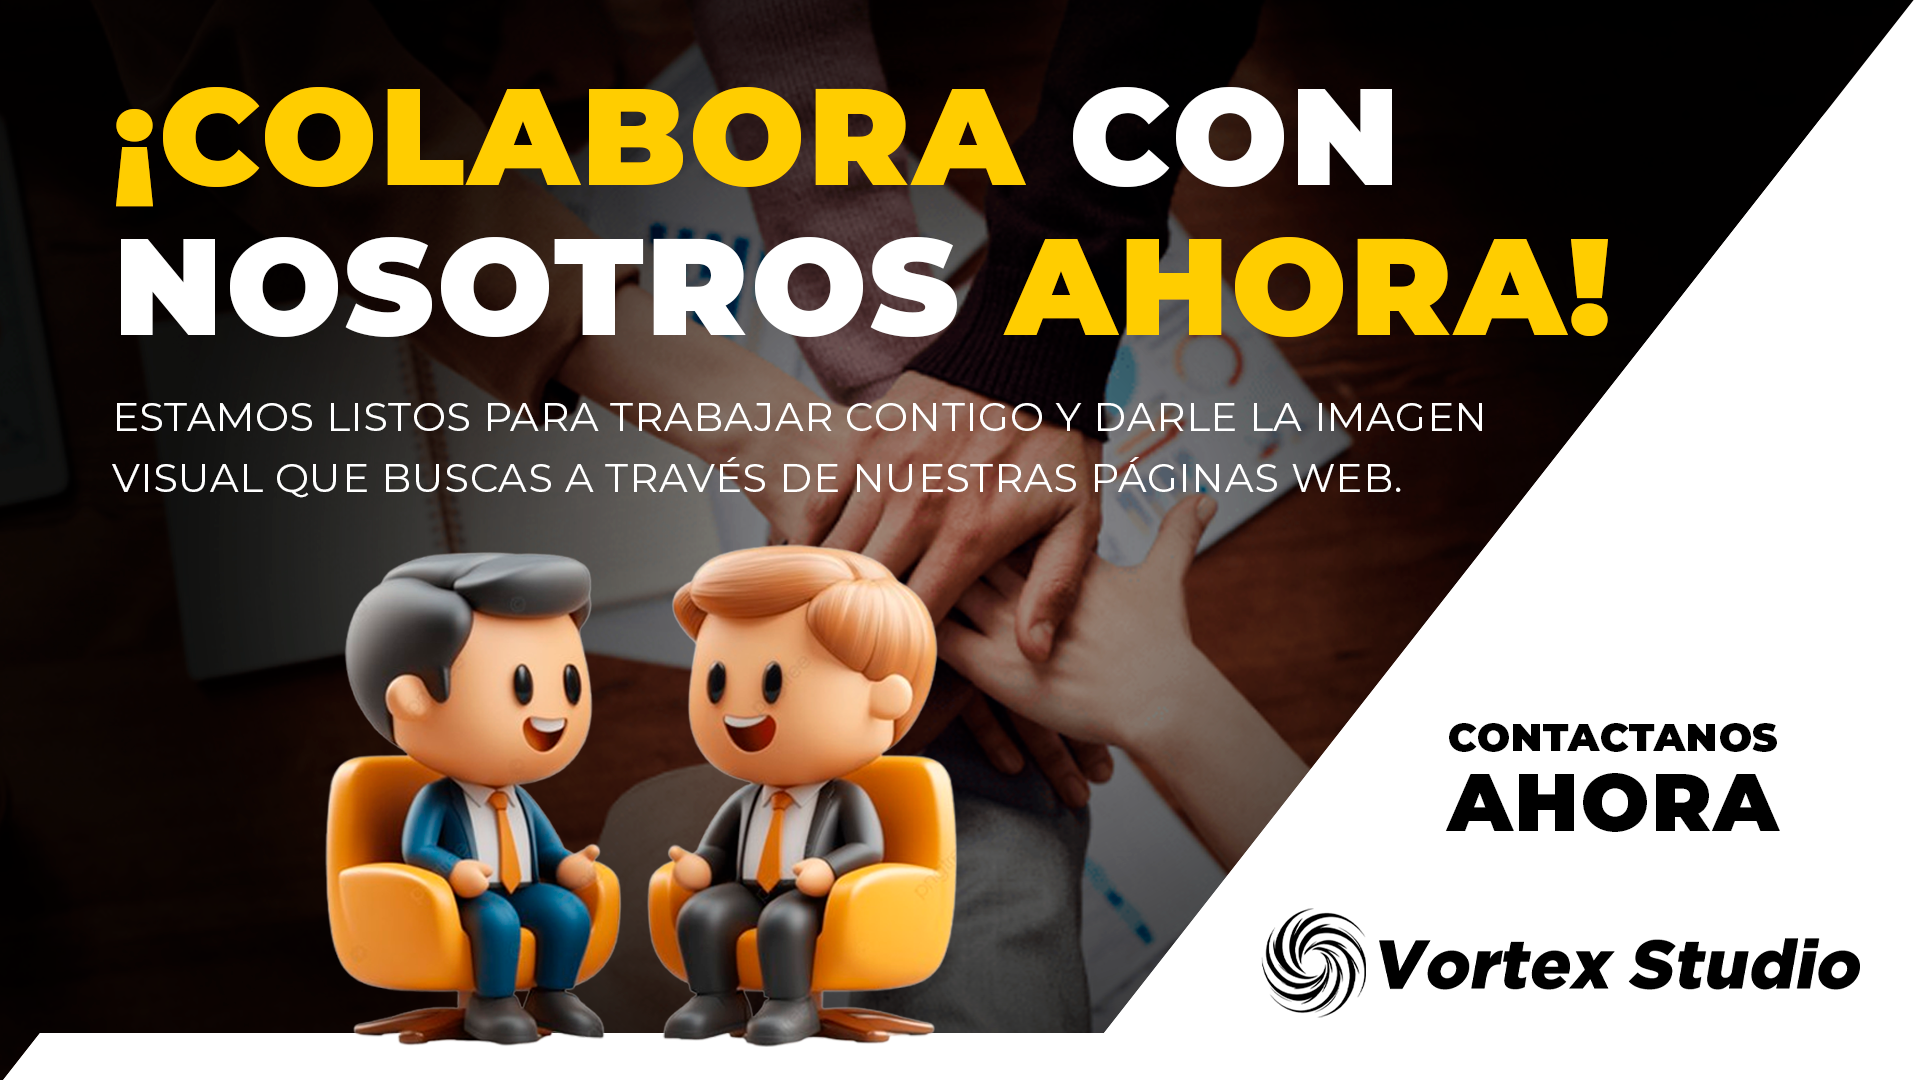 ¡COLABORA CON
NOSOTROS AHORA!
ESTAMOS LISTOS PARA TRABAJAR CONTIGO Y DARLE LA IMAGEN
VISUAL QUE BUSCAS A TRAVÉS DE NUESTRAS PÁGINAS WEB.
CONTACTANOS
AHORA
Vortex Studio